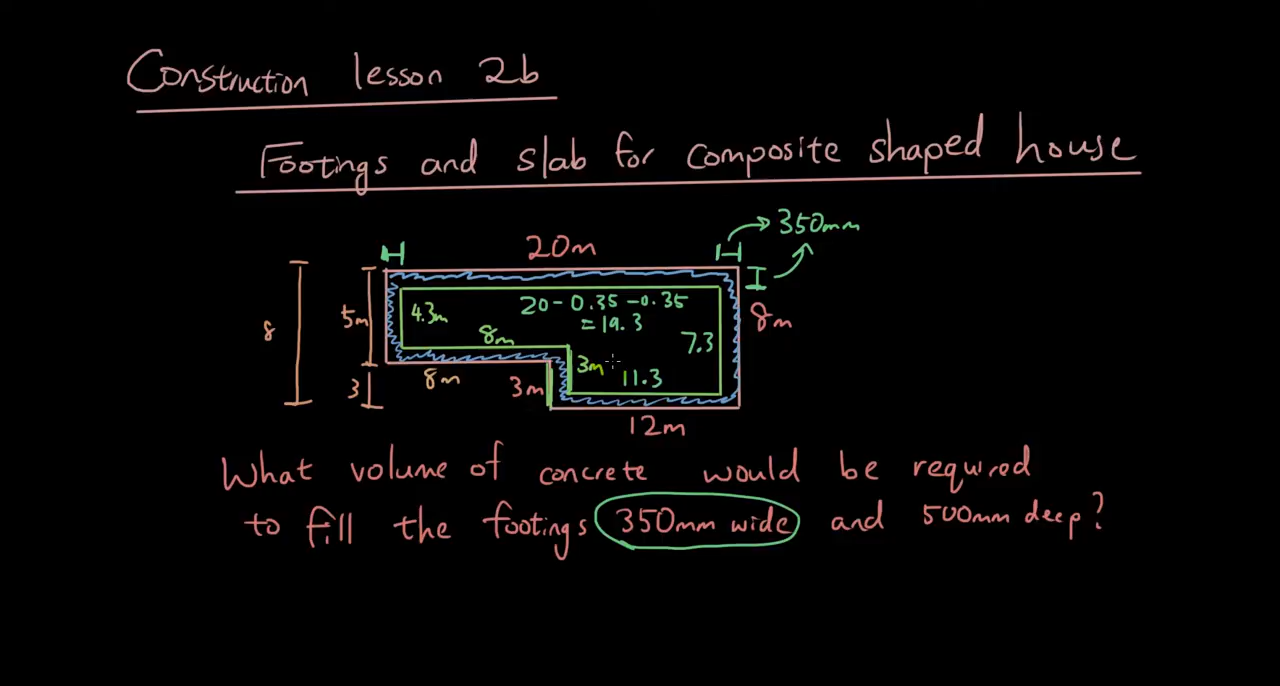 Construction lesson 2b
Footings and slab for composite shaped house
350mm
20m
20 - 0.35 - 0.35
= 19.3
5m
4.3m
8m
8
8m
7.3
3m
11.3
8m
3
3m
12m
What volume of concrete would be required
to fill the footings 350mm wide and 500mm deep?